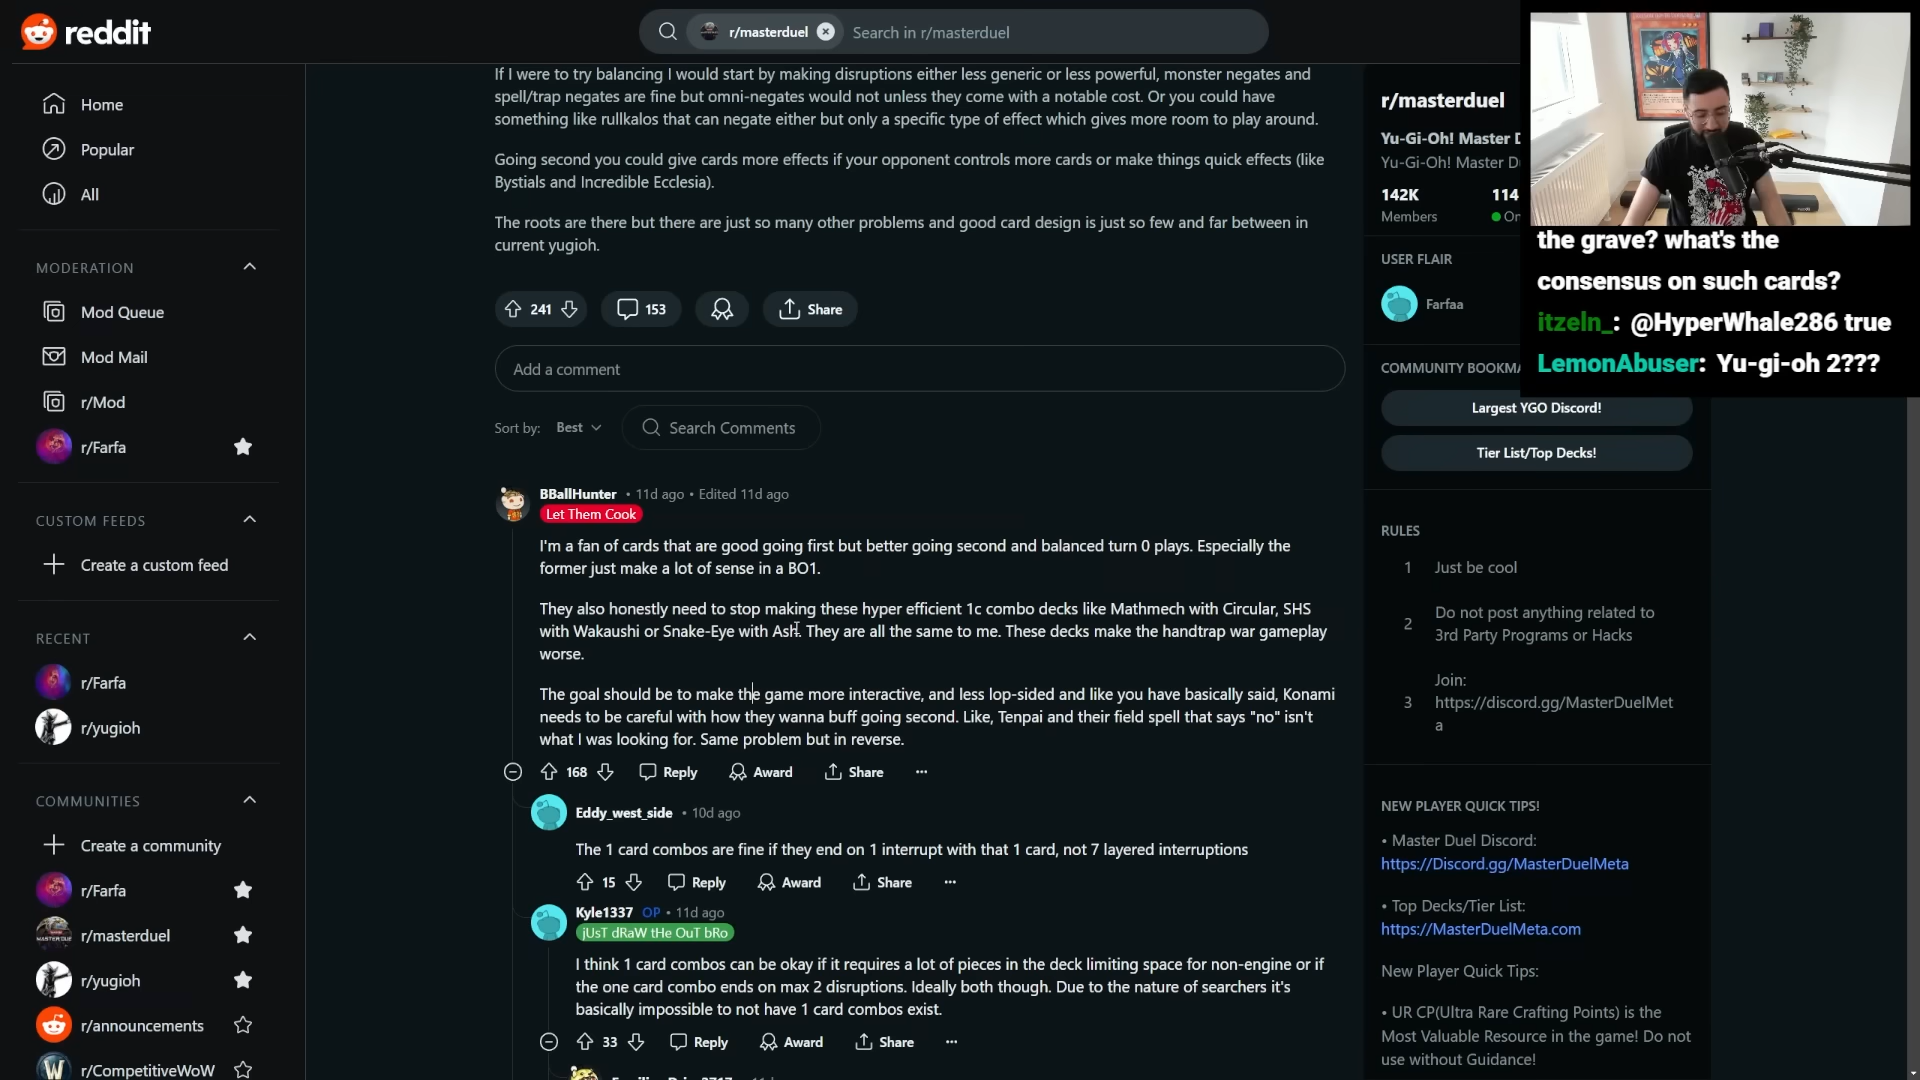 reddit
r/masterduel
Search in r/masterduel
Home
Popular
All
MODERATION
Mod Queue
Mod Mail
r/Mod
r/Farfa
CUSTOM FEEDS
Create a custom feed
RECENT
r/Farfa
r/yugioh
COMMUNITIES
Create a community
r/Farfa
r/masterduel
r/yugioh
r/announcements
r/CompetitiveWoW
If I were to try balancing I would start by making disruptions either less generic or less powerful, monster negates and
spell/trap negates are fine but omni-negates would not unless they come with a notable cost. Or you could have
something like rullkalos that can negate either but only a specific type of effect which gives more room to play around.
Going second you could give cards more effects if your opponent controls more cards or make things quick effects (like
Bystials and Incredible Ecclesia).
The roots are there but there are just so many other problems and good card design is just so few and far between in
current yugioh.
241
153
Share
Add a comment
Sort by: Best
Search Comments
BBallHunter • 11d ago • Edited 11d ago
Let Them Cook
I'm a fan of cards that are good going first but better going second and balanced turn 0 plays. Especially the
former just make a lot of sense in a BO1.
They also honestly need to stop making these hyper efficient 1c combo decks like Mathmech with Circular, SHS
with Wakaushi or Snake-Eye with Ash. They are all the same to me. These decks make the handtrap war gameplay
worse.
The goal should be to make the game more interactive, and less lop-sided and like you have basically said, Konami
needs to be careful with how they wanna buff going second. Like, Tenpai and their field spell that says "no" isn't
what I was looking for. Same problem but in reverse.
168 Reply Award Share ...
Eddy_west_side • 10d ago
The 1 card combos are fine if they end on 1 interrupt with that 1 card, not 7 layered interruptions
15 Reply Award Share ...
Kyle1337 OP • 11d ago
jUsT dRaW tHe OuT bRo
I think 1 card combos can be okay if it requires a lot of pieces in the deck limiting space for non-engine or if
the one card combo ends on max 2 disruptions. Ideally both though. Due to the nature of searchers it's
basically impossible to not have 1 card combos exist.
33 Reply Award Share ...
r/masterduel
Yu-Gi-Oh! Master D
Yu-Gi-Oh! Master Du
142K
Members
114
On
USER FLAIR
Farfaa
COMMUNITY BOOKMA
Largest YGO Discord!
Tier List/Top Decks!
RULES
1 Just be cool
2 Do not post anything related to
3rd Party Programs or Hacks
3 Join:
https://discord.gg/MasterDuelMet
a
NEW PLAYER QUICK TIPS!
• Master Duel Discord:
https://Discord.gg/MasterDuelMeta
• Top Decks/Tier List:
https://MasterDuelMeta.com
New Player Quick Tips:
• UR CP(Ultra Rare Crafting Points) is the
Most Valuable Resource in the game! Do not
use without Guidance!
the grave? what's the
consensus on such cards?
itzeln_: @HyperWhale286 true
LemonAbuser: Yu-gi-oh 2???